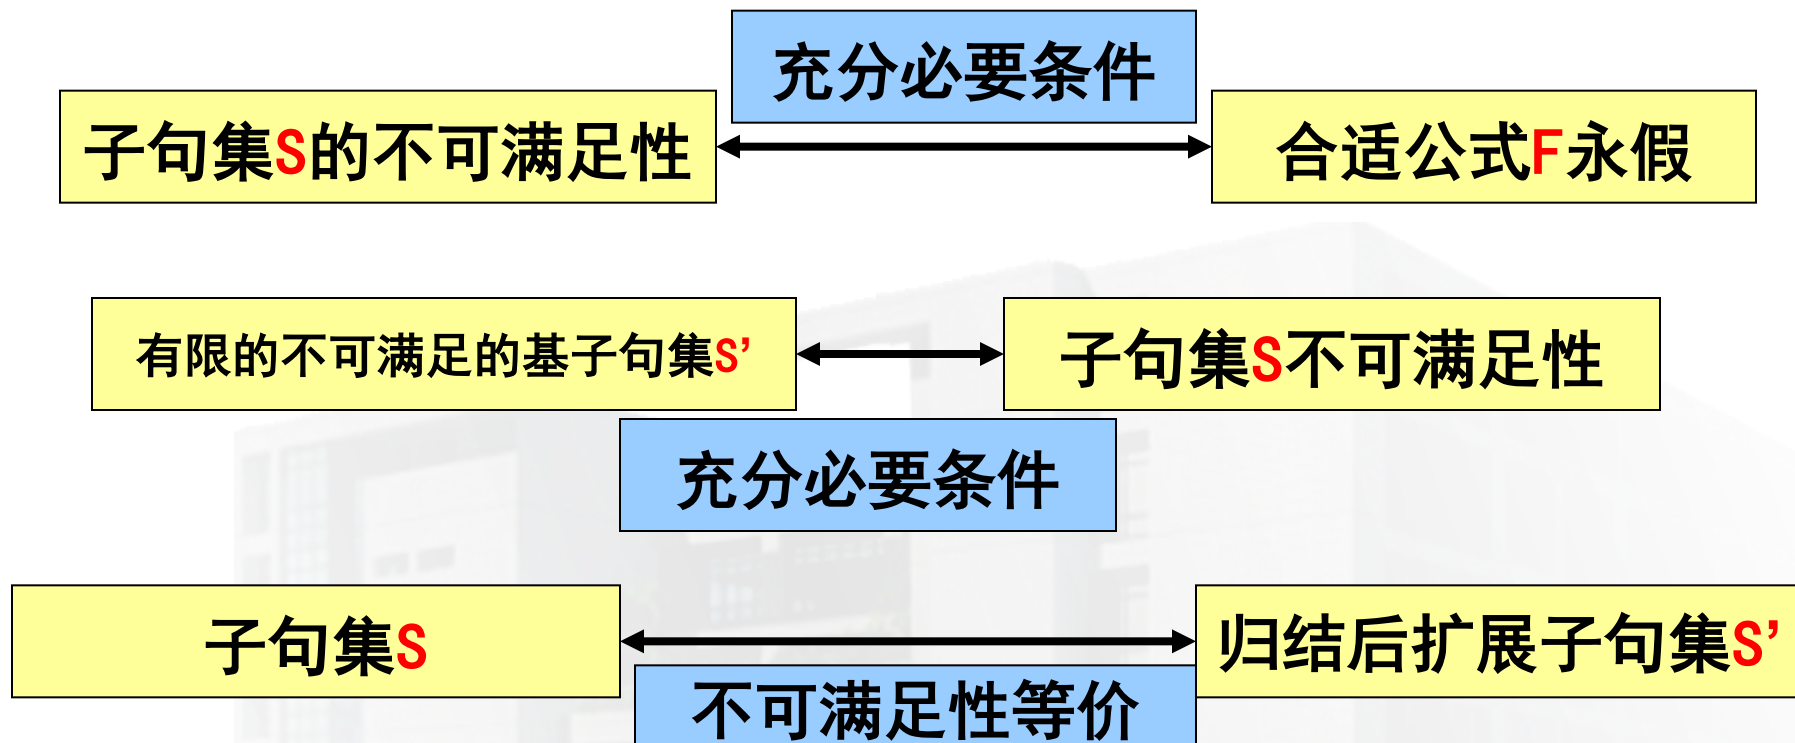 充分必要条件
子句集S的不可满足性
合适公式F永假
有限的不可满足的基子句集S’
子句集S不可满足性
充分必要条件
子句集S
归结后扩展子句集S’
不可满足性等价